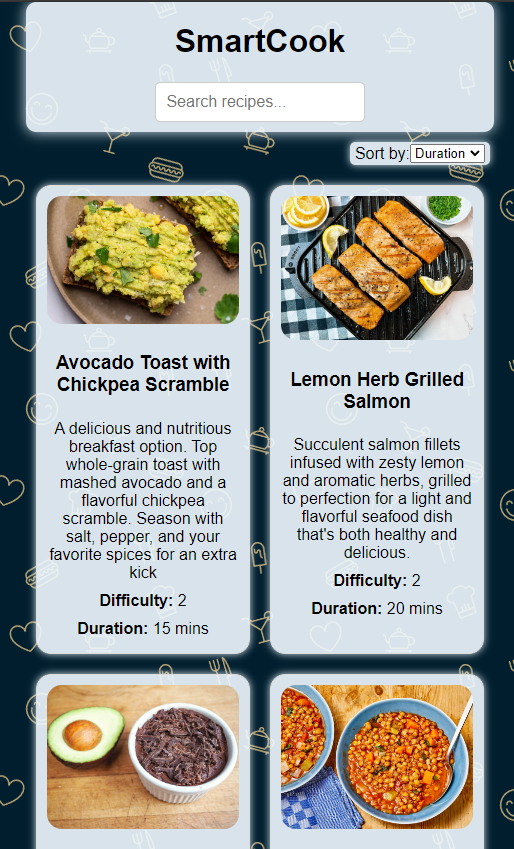 SmartCook
Search recipes...
Sort by: Duration
Avocado Toast with
Chickpea Scramble
A delicious and nutritious
breakfast option. Top
whole-grain toast with
mashed avocado and a
flavorful chickpea
scramble. Season with
salt, pepper, and your
favorite spices for an extra
kick
Difficulty: 2
Duration: 15 mins
Lemon Herb Grilled
Salmon
Succulent salmon fillets
infused with zesty lemon
and aromatic herbs, grilled
to perfection for a light and
flavorful seafood dish
that's both healthy and
delicious.
Difficulty: 2
Duration: 20 mins